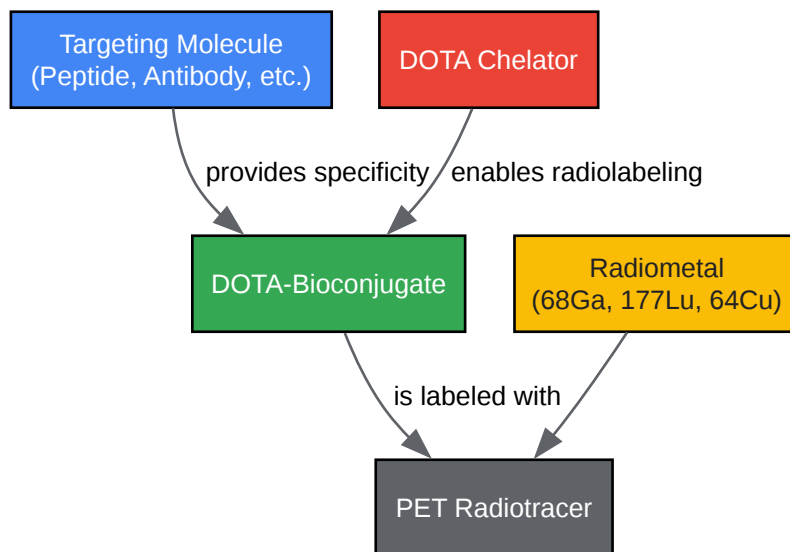 Targeting Molecule
(Peptide, Antibody, etc.)
DOTA Chelator
provides specificity
enables radiolabeling
DOTA-Bioconjugate
Radiometal
(68Ga, 177Lu, 64Cu)
is labeled with
PET Radiotracer